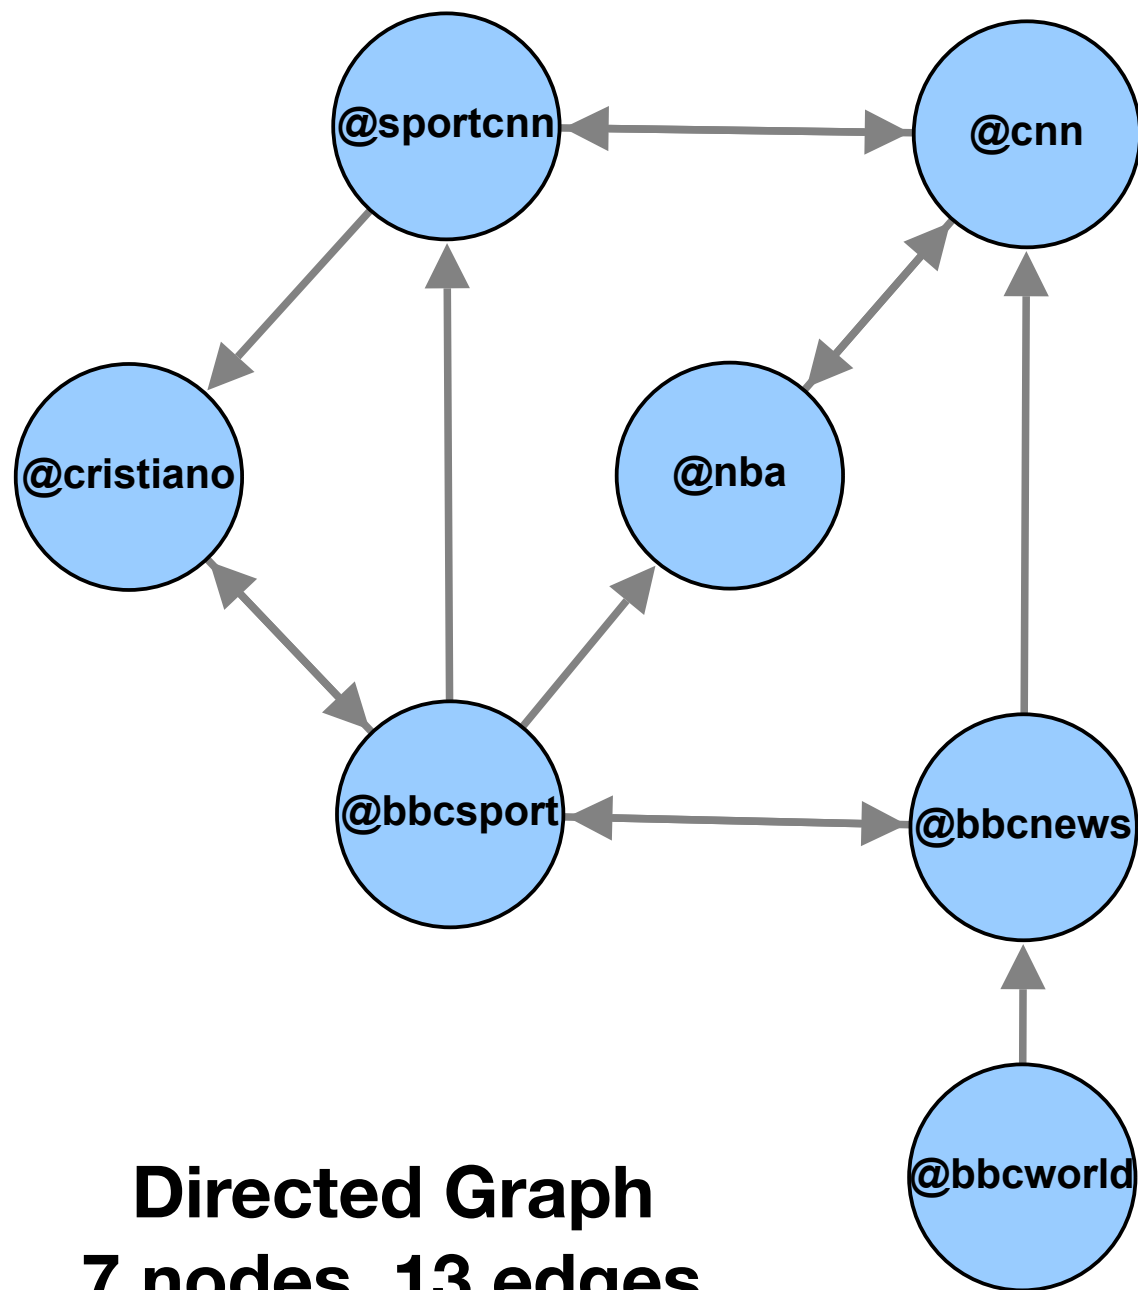 @sportcnn
@cnn
@cristiano
@nba
@bbcsport
@bbcnews
@bbcworld
Directed Graph
7 nodes, 13 edges